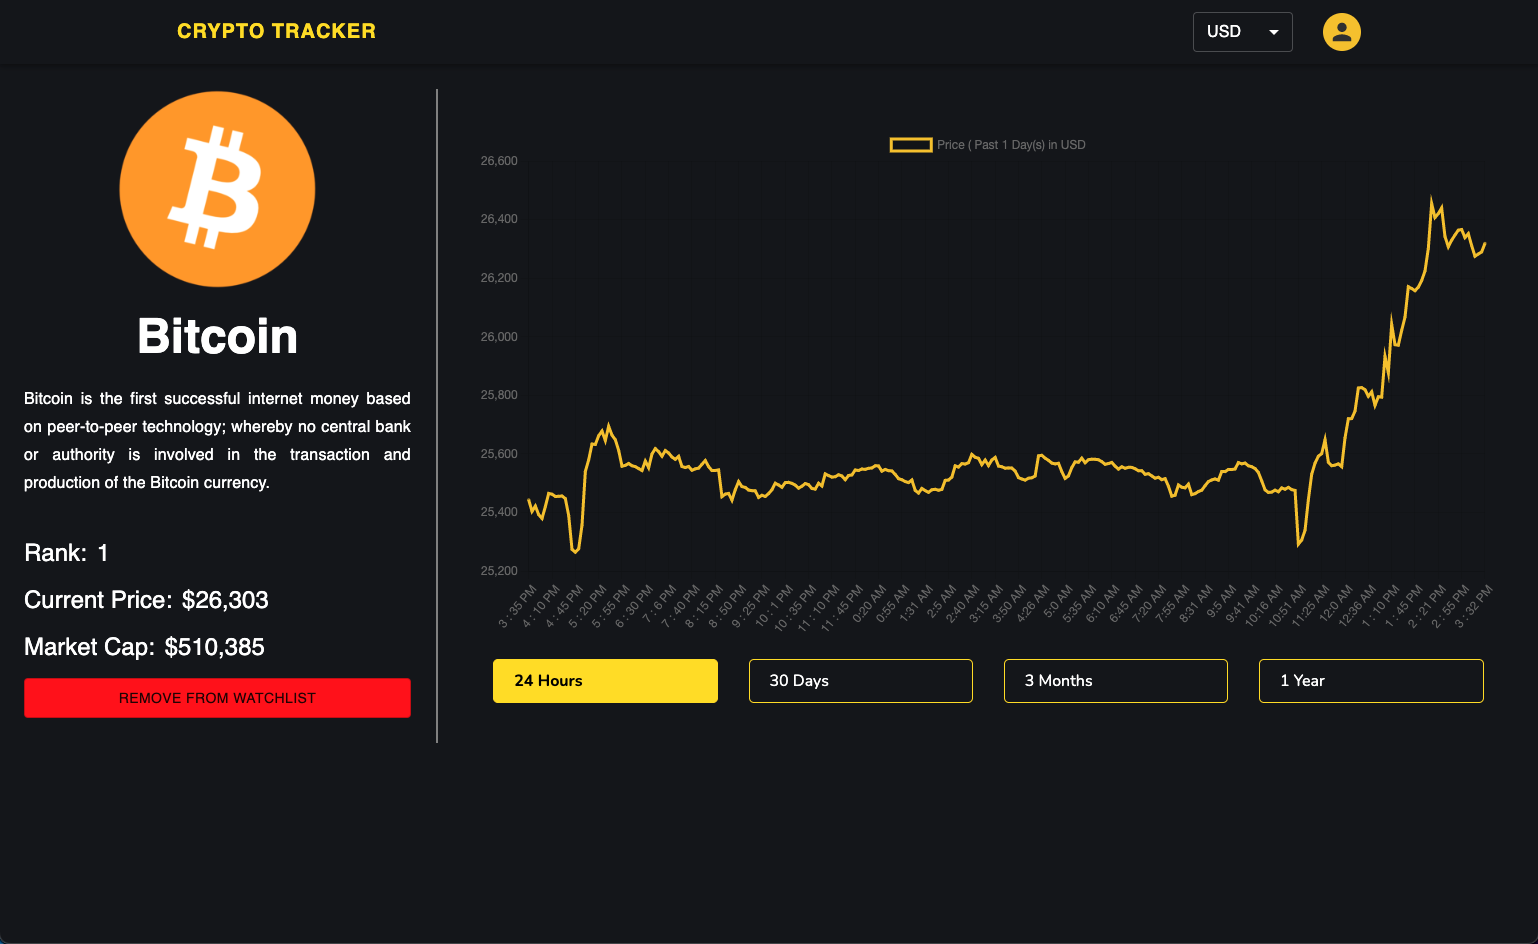 CRYPTO TRACKER
USD
Bitcoin
Bitcoin is the first successful internet money based
on peer-to-peer technology; whereby no central bank
or authority is involved in the transaction and
production of the Bitcoin currency.
Rank: 1
Current Price: $26,303
Market Cap: $510,385
REMOVE FROM WATCHLIST
Price ( Past 1 Day(s) in USD
26,600
26,400
26,200
26,000
25,800
25,600
25,400
25,200
3 : 35 PM
4 : 10 PM
4 : 45 PM
5 : 20 PM
5 : 55 PM
6 : 30 PM
7 : 6 PM
7 : 40 PM
8 : 15 PM
8 : 50 PM
9 : 25 PM
10 : 1 PM
10 : 35 PM
11 : 10 PM
11 : 45 PM
0:20 AM
0:55 AM
1:31 AM
2:5 AM
2:40 AM
3:15 AM
3:50 AM
4:26 AM
5:0 AM
5:35 AM
6:10 AM
6:45 AM
7:20 AM
7:55 AM
8:31 AM
9:5 AM
9:41 AM
10:16 AM
10:51 AM
11:25 AM
12:0 AM
12:36 AM
1 : 10 PM
1 : 45 PM
2 : 21 PM
2 : 55 PM
3 : 32 PM
24 Hours
30 Days
3 Months
1 Year